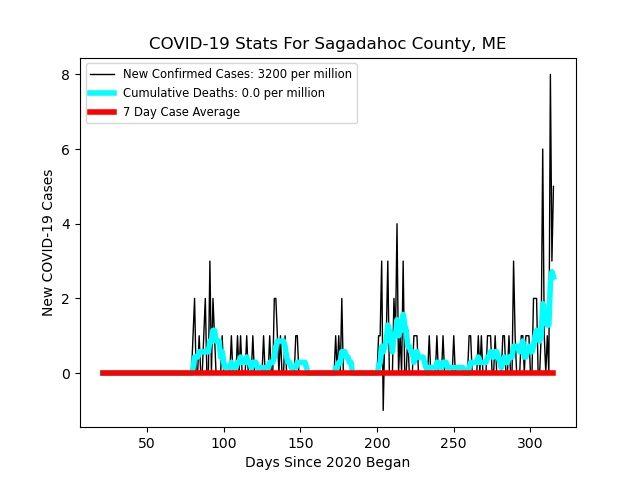 COVID-19 Stats For Sagadahoc County, ME
New Confirmed Cases: 3200 per million
Cumulative Deaths: 0.0 per million
7 Day Case Average
New COVID-19 Cases
8
6
4
2
0
50 100 150 200 250 300
Days Since 2020 Began